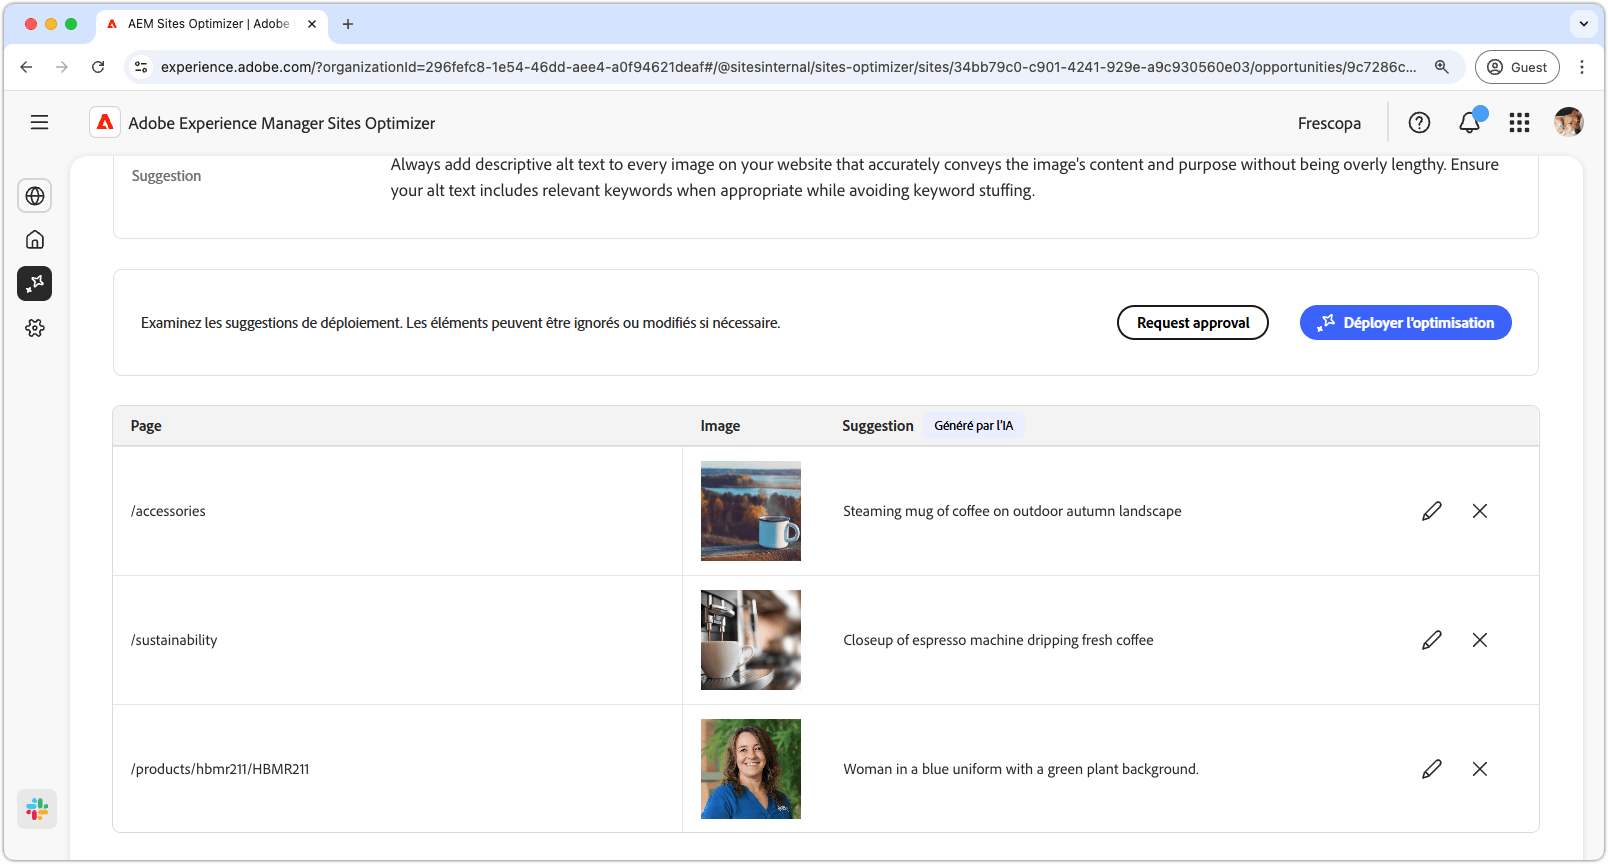 AEM Sites Optimizer | Adobe
experience.adobe.com/?organizationId=296fefc8-1e54-46dd-aee4-a0f94621deaf#/@sitesinternal/sites-optimizer/sites/34bb79c0-c901-4241-929e-a9c930560e03/opportunities/9c7286c...
Guest
Adobe Experience Manager Sites Optimizer
Frescopa
Suggestion
Always add descriptive alt text to every image on your website that accurately conveys the image's content and purpose without being overly lengthy. Ensure
your alt text includes relevant keywords when appropriate while avoiding keyword stuffing.
Examinez les suggestions de déploiement. Les éléments peuvent être ignorés ou modifiés si nécessaire.
Request approval
Déployer l'optimisation
Page
Image
Suggestion
Généré par l'IA
/accessories
Steaming mug of coffee on outdoor autumn landscape
/sustainability
Closeup of espresso machine dripping fresh coffee
/products/hbmr211/HBMR211
Woman in a blue uniform with a green plant background.